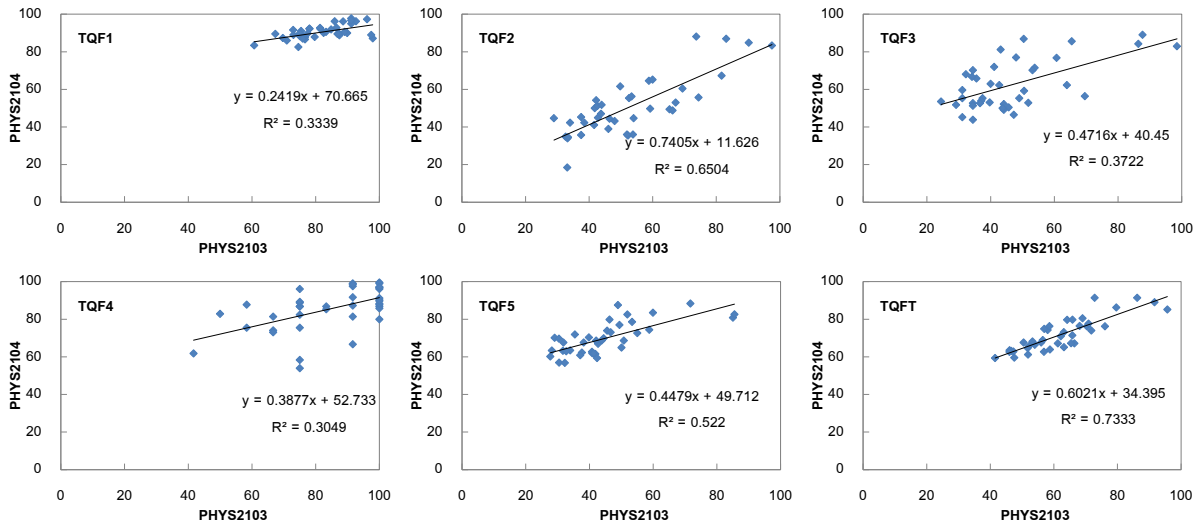 TQF1
PHYS2104
100
80
60
40
20
0
y = 0.2419x + 70.665
R² = 0.3339
0 20 40 60 80 100
PHYS2103
TQF2
PHYS2104
100
80
60
40
20
0
y = 0.7405x + 11.626
R² = 0.6504
0 20 40 60 80 100
PHYS2103
TQF3
PHYS2104
100
80
60
40
20
0
y = 0.4716x + 40.45
R² = 0.3722
0 20 40 60 80 100
PHYS2103
TQF4
PHYS2104
100
80
60
40
20
0
y = 0.3877x + 52.733
R² = 0.3049
0 20 40 60 80 100
PHYS2103
TQF5
PHYS2104
100
80
60
40
20
0
y = 0.4479x + 49.712
R² = 0.522
0 20 40 60 80 100
PHYS2103
TQFT
PHYS2104
100
80
60
40
20
0
y = 0.6021x + 34.395
R² = 0.7333
0 20 40 60 80 100
PHYS2103